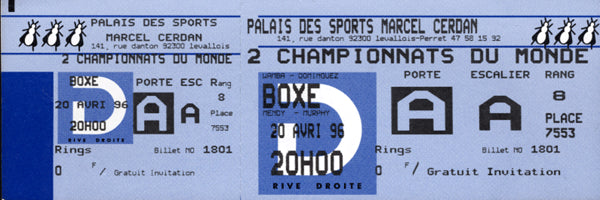 PALAIS DES SPORTS
MARCEL CERDAN
141, rue danton 92300 levallois
2 CHAMPIONNATS DU MONDE
PORTE ESC Rang
BOXE
8
20 AVRI 96
D A A
Place
7553
20H00
RIVE DROITE
Rings Billet NO 1801
0 F/ Gratuit Invitation
PALAIS DES SPORTS MARCEL CERDAN
141, rue danton 92300 levallois-Perret 47 58 15 92
2 CHAMPIONNATS DU MONDE
WAMBA - DOMINGUEZ
PORTE ESCALIER RANG
BOXE
8
MENDY - MURPHY
D A A
PLACE
20 AVRI 96
7553
20H00
RIVE DROITE
Rings Billet NO 1801
0 F/ Gratuit Invitation